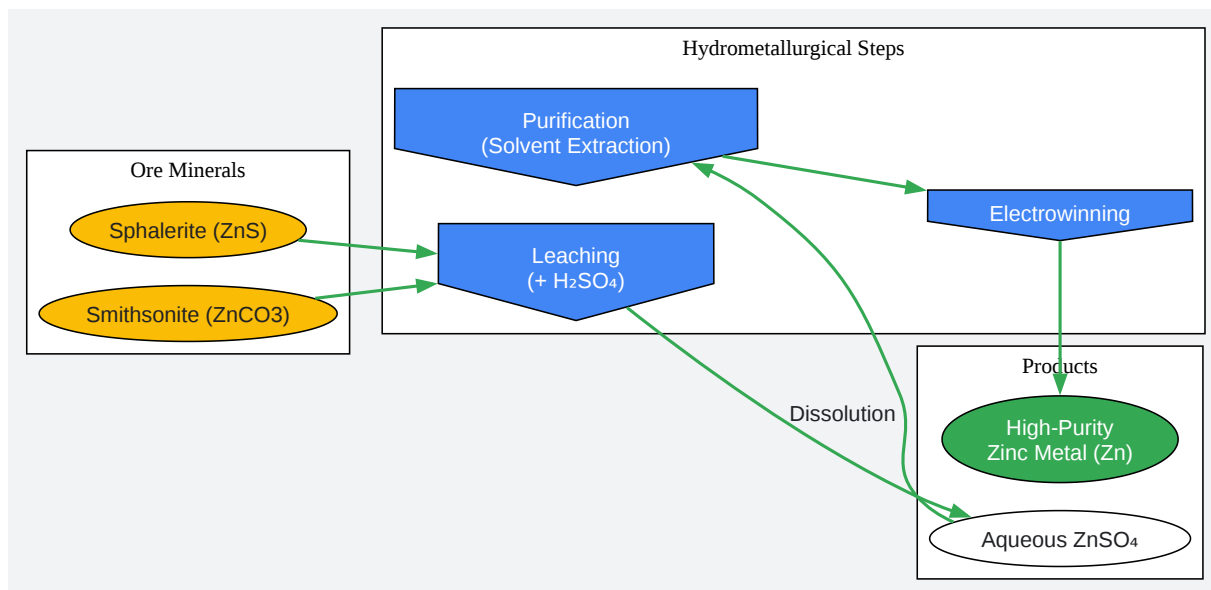 Hydrometallurgical Steps
Purification
(Solvent Extraction)
Ore Minerals
Sphalerite (ZnS)
Smithsonite (ZnCO3)
Leaching
(+ H₂SO₄)
Electrowinning
Products
Dissolution
High-Purity
Zinc Metal (Zn)
Aqueous ZnSO₄